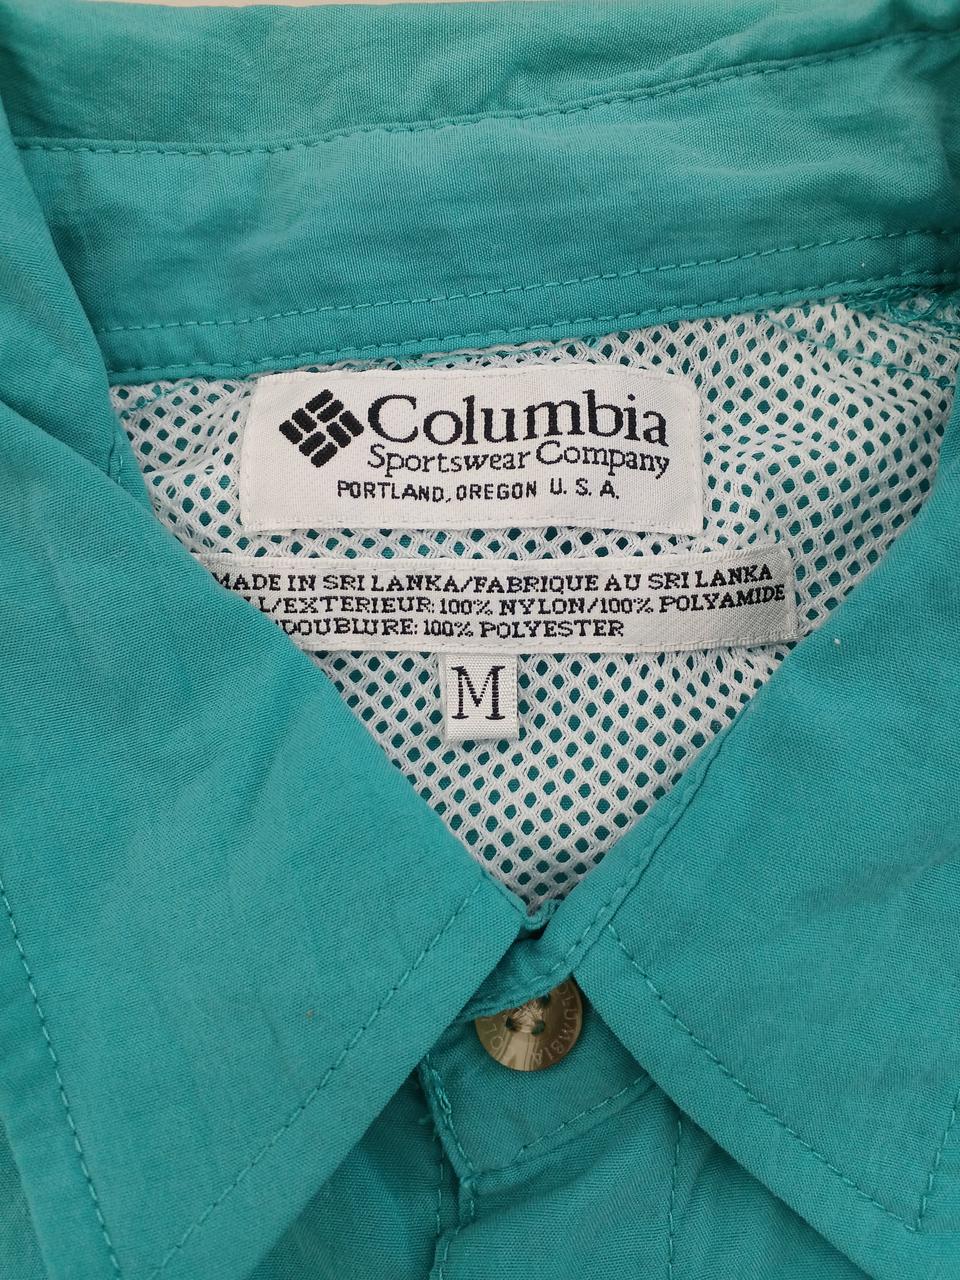 Columbia
Sportswear Company
PORTLAND, OREGON U. S. A.
MADE IN SRI LANKA/FABRIQUE AU SRI LANKA
L/EXTERIEUR: 100% NYLON/100% POLYAMIDE
DOUBLURE: 100% POLYESTER
M
COLUMBIA